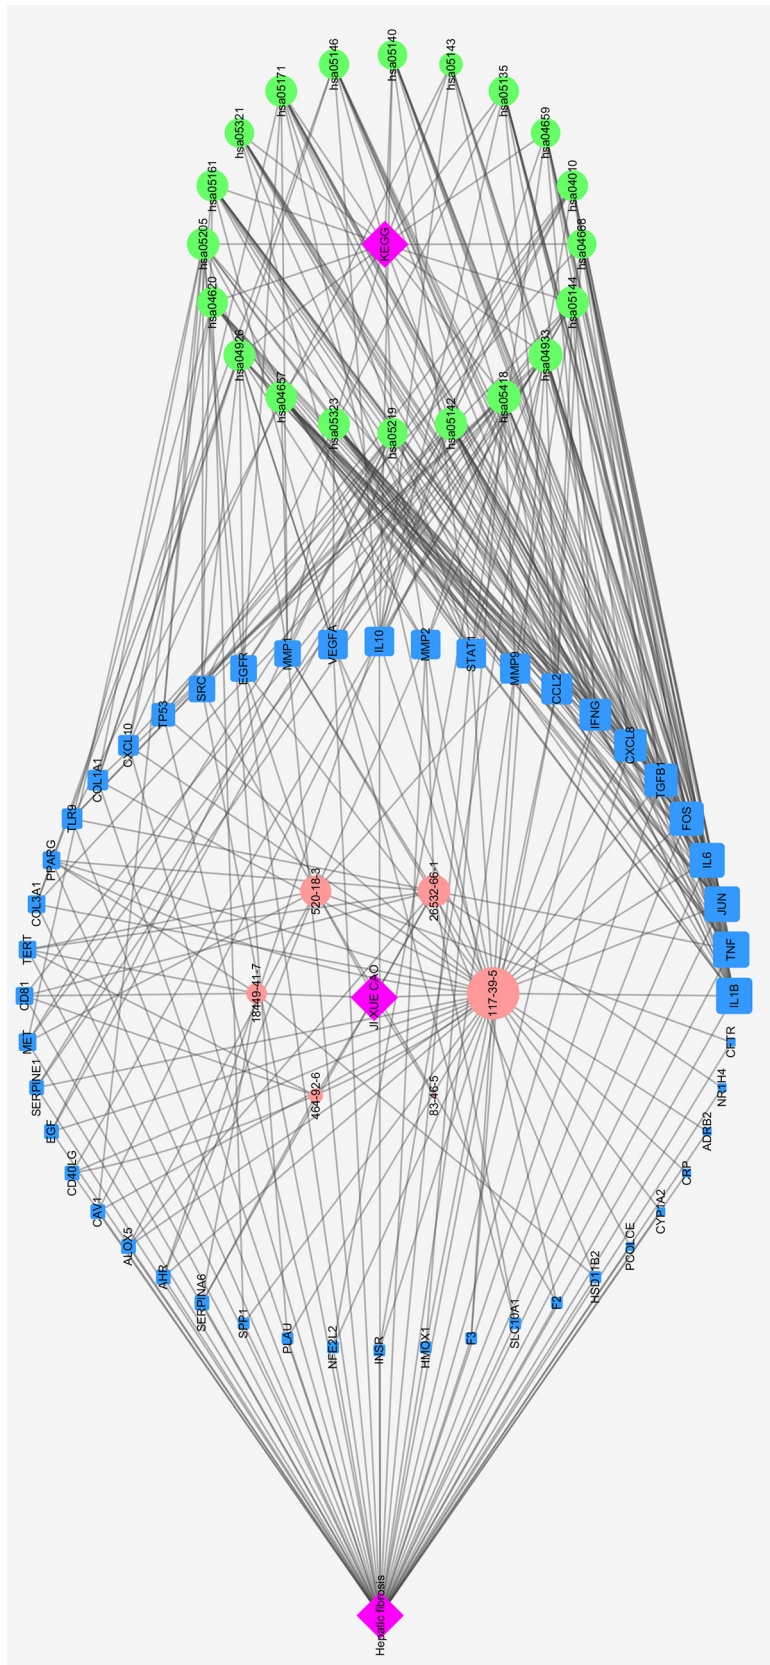 hsa05140
hsa05146
hsa05143
hsa05171
hsa05135
hsa05321
hsa04659
hsa05161
hsa04010
hsa05205
KEGG
hsa04668
hsa04620
hsa05144
hsa04926
hsa04933
hsa04657
hsa05418
hsa05323
hsa05142
hsa05219
IL10
VEGFA
MMP2
MMP1
STAT1
EGFR
MMP9
SRC
CCL2
TP53
IFNG
CXCL10
CXCL8
COL1A1
TGFB1
TLR9
FOS
PPARG
IL6
COL3A1
520-18-3
26532-66-1
JUN
TERT
TNF
CD81
18449-41-7
JI XUE CAO
117-39-5
IL1B
MET
CFTR
SERPINE1
464-92-6
83-46-5
NR1H4
EGF
ADRB2
CD40LG
CRP
CAV1
CYP1A2
ALOX5
PCOLCE
AHR
HSD11B2
SERPINA6
F2
SPP1
SLC10A1
PLAU
F3
NFE2L2
HMOX1
INSR
Hepatic fibrosis